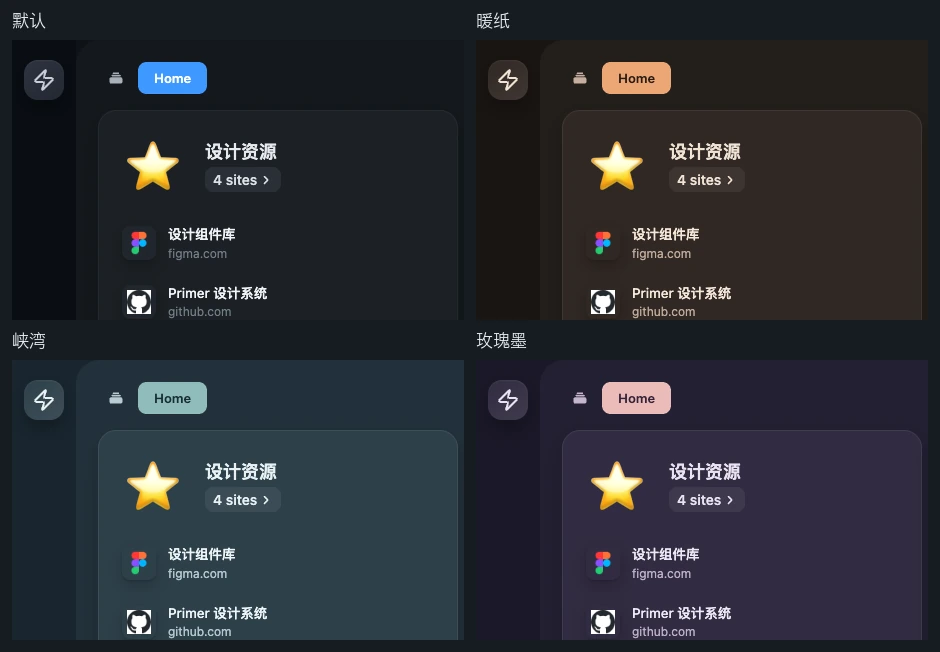 默认
Home
设计资源
4 sites
设计组件库
figma.com
Primer 设计系统
github.com
暖纸
Home
设计资源
4 sites
设计组件库
figma.com
Primer 设计系统
github.com
峡湾
Home
设计资源
4 sites
设计组件库
figma.com
Primer 设计系统
github.com
玫瑰墨
Home
设计资源
4 sites
设计组件库
figma.com
Primer 设计系统
github.com